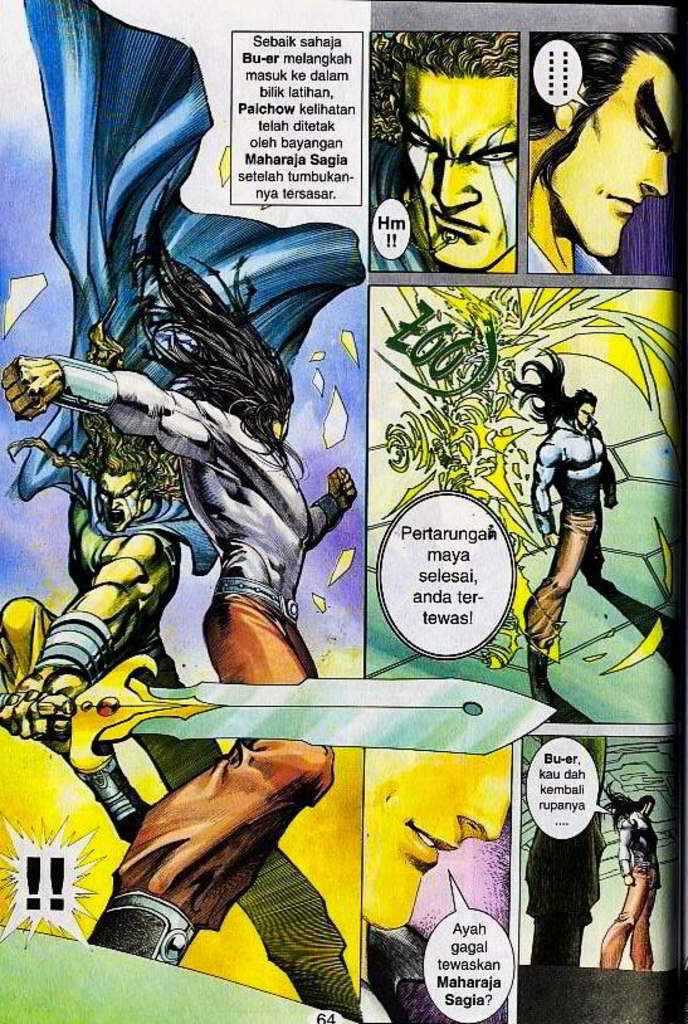 Sebaik sahaja
Bu-er melangkah
masuk ke dalam
bilik latihan,
Paichow kelihatan
telah ditetak
oleh bayangan
Maharaja Sagia
setelah tumbukan-
nya tersasar.
Hm
!!
Pertarungan
maya
selesai,
anda ter-
tewas!
!!
Ayah
gagal
tewaskan
Maharaja
Sagia?
Bu-er,
kau dah
kembali
rupanya
....
64